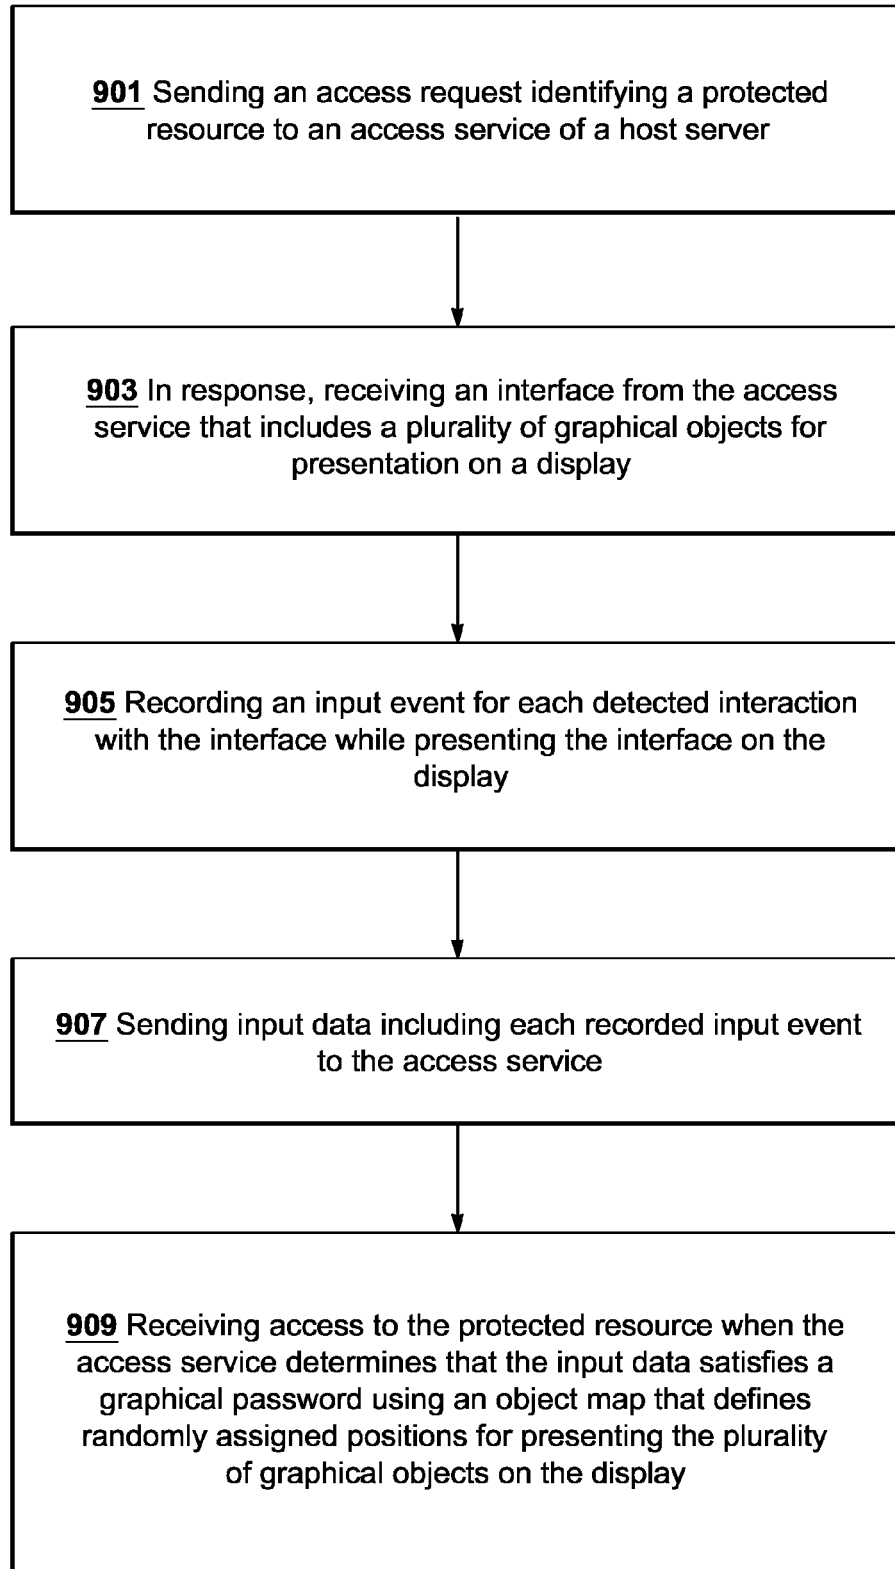 901 Sending an access request identifying a protected
resource to an access service of a host server
903 In response, receiving an interface from the access
service that includes a plurality of graphical objects for
presentation on a display
905 Recording an input event for each detected interaction
with the interface while presenting the interface on the
display
907 Sending input data including each recorded input event
to the access service
909 Receiving access to the protected resource when the
access service determines that the input data satisfies a
graphical password using an object map that defines
randomly assigned positions for presenting the plurality
of graphical objects on the display